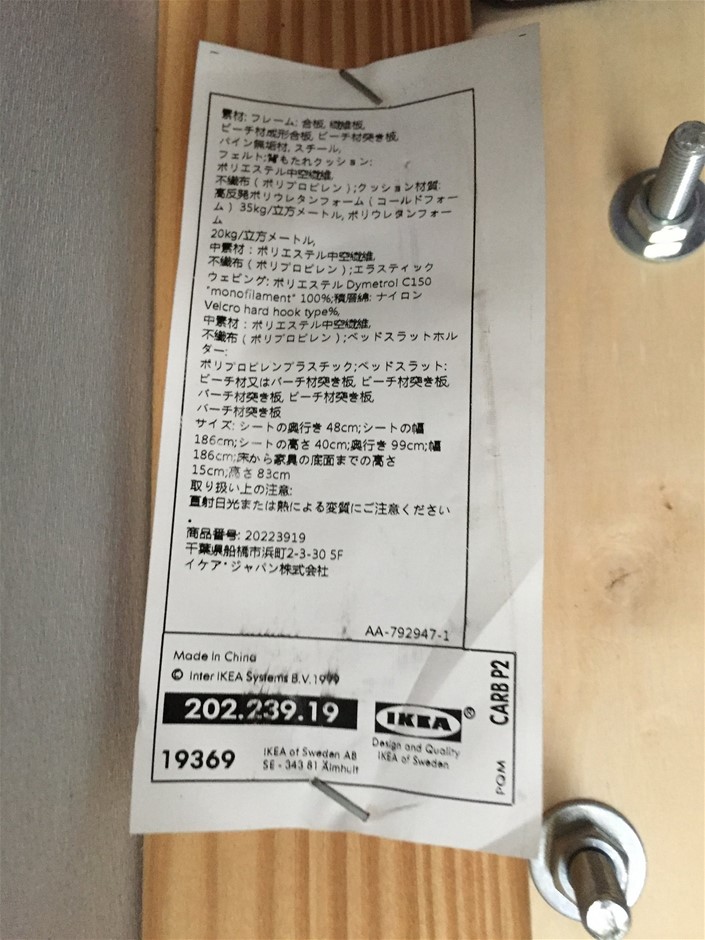 素材: フレーム: 合板, 繊維板,
ビーチ材成形合板, ビーチ材突き板,
パイン無垢材, スチール,
フェルト;背もたれクッション:
ポリエステル中空繊維,
不織布 ( ポリプロピレン ) ;クッション材質:
高反発ポリウレタンフォーム ( コールドフォー
ム ) 35kg/立方メートル, ポリウレタンフォー
ム
20kg/立方メートル,
中素材 : ポリエステル中空繊維,
不織布 ( ポリプロピレン ) ;エラスティック
ウェビング: ポリエステル Dymetrol C150
"monofilament" 100%;積層綿: ナイロン
Velcro hard hook type%,
中素材 : ポリエステル中空繊維,
不織布 ( ポリプロピレン ) ;ベッドスラットホル
ダー:
ポリプロピレンプラスチック;ベッドスラット:
ビーチ材又はバーチ材突き板, ビーチ材突き板,
バーチ材突き板, ビーチ材突き板,
バーチ材突き板
サイズ: シートの奥行き 48cm;シートの幅
186cm;シートの高さ 40cm;奥行き 99cm;幅
186cm;床から家具の底面までの高さ
15cm;高さ 83cm
取り扱い上の注意:
直射日光または熱による変質にご注意ください
.
商品番号: 20223919
千葉県船橋市浜町2-3-30 5F
イケア・ジャパン株式会社
AA-792947-1
Made in China
© Inter IKEA Systems B.V. 1999
202.239.19
19369
IKEA of Sweden AB
SE - 343 81 Älmhult
IKEA®
Design and Quality
IKEA of Sweden
CARB P2
PQM